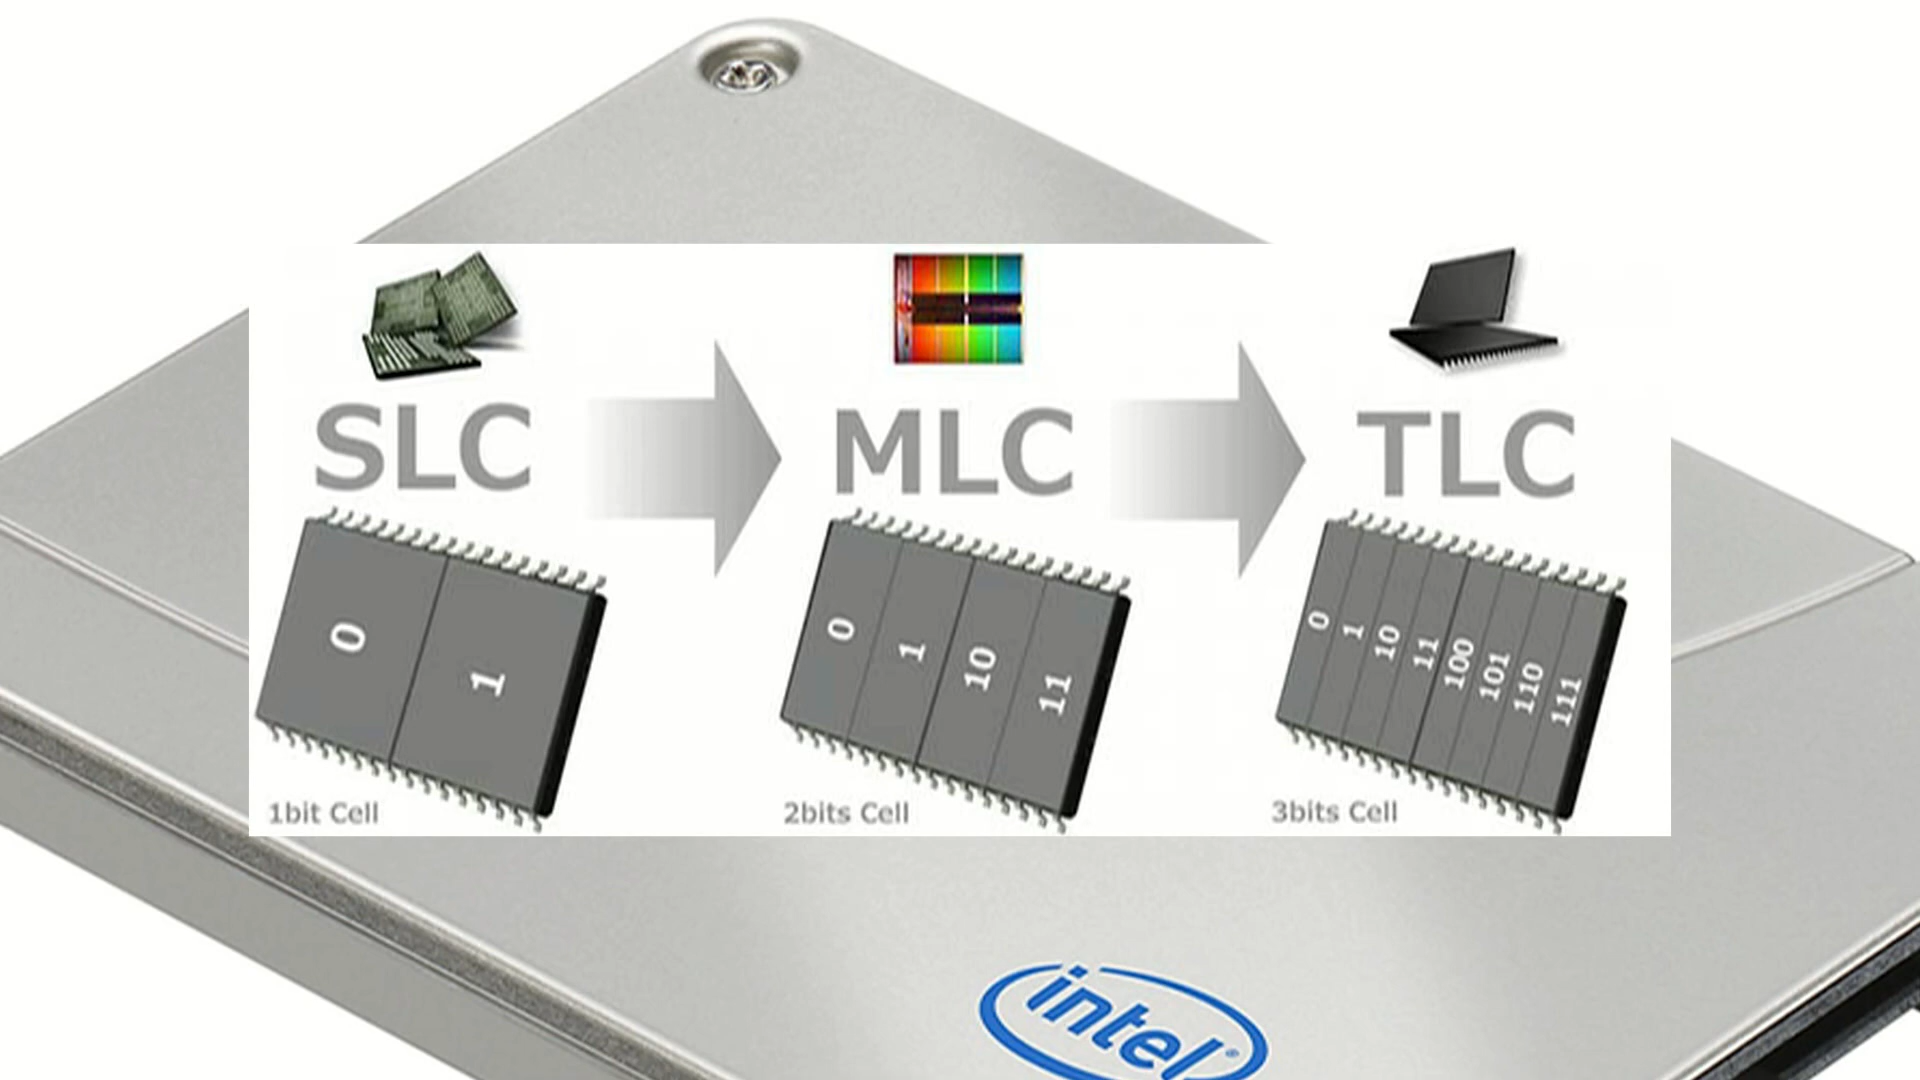 SLC
MLC
TLC
0
1
0
1
10
11
0
1
10
11
100
101
110
111
1bit Cell
2bits Cell
3bits Cell
intel®